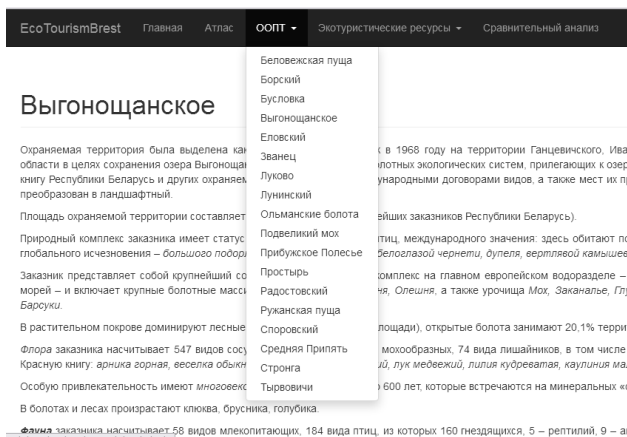 EcoTourismBrest Главная Атлас ООПТ Экотуристические ресурсы Сравнительный анализ
Беловежская пуща
Борский
Бусловка
Выгонощанское
Еловский
Званец
Луково
Лунинский
Ольманские болота
Подвеликий мох
Прибужское Полесье
Простырь
Радостовский
Ружанская пуща
Споровский
Средняя Припять
Стронга
Тырвовичи
Выгонощанское
Охраняемая территория была выделена как к в 1968 году на территории Ганцевичского, Ива
области в целях сохранения озера Выгонощан олотных экологических систем, прилегающих к озер
книгу Республики Беларусь и других охраняем ународными договорами видов, а также мест их п
преобразован в ландшафтный.
Площадь охраняемой территории составляет нейших заказников Республики Беларусь).
Природный комплекс заказника имеет статус тиц, международного значения: здесь обитают по
глобального исчезновения – большого подорл белоглазой чернети, дупеля, вертлявой камышев
Заказник представляет собой крупнейший со комплекс на главном европейском водоразделе –
морей – и включает крупные болотные масси ня, Олешня, а также урочища Мох, Заканалье, Глу
Барсуки.
В растительном покрове доминируют лесные площади), открытые болота занимают 20,1% терри
Флора заказника насчитывает 547 видов сосу мохообразных, 74 вида лишайников, в том числе
Красную книгу: арника горная, веселка обыкн ий, лук медвежий, лилия кудреватая, каулиния ма
Особую привлекательность имеют многовеко о 600 лет, которые встречаются на минеральных «о
В болотах и лесах произрастают клюква, брусника, голубика.
Фауна заказника насчитывает 58 видов млекопитающих, 184 вида птиц, из которых 160 гнездящихся, 5 – рептилий, 9 – а